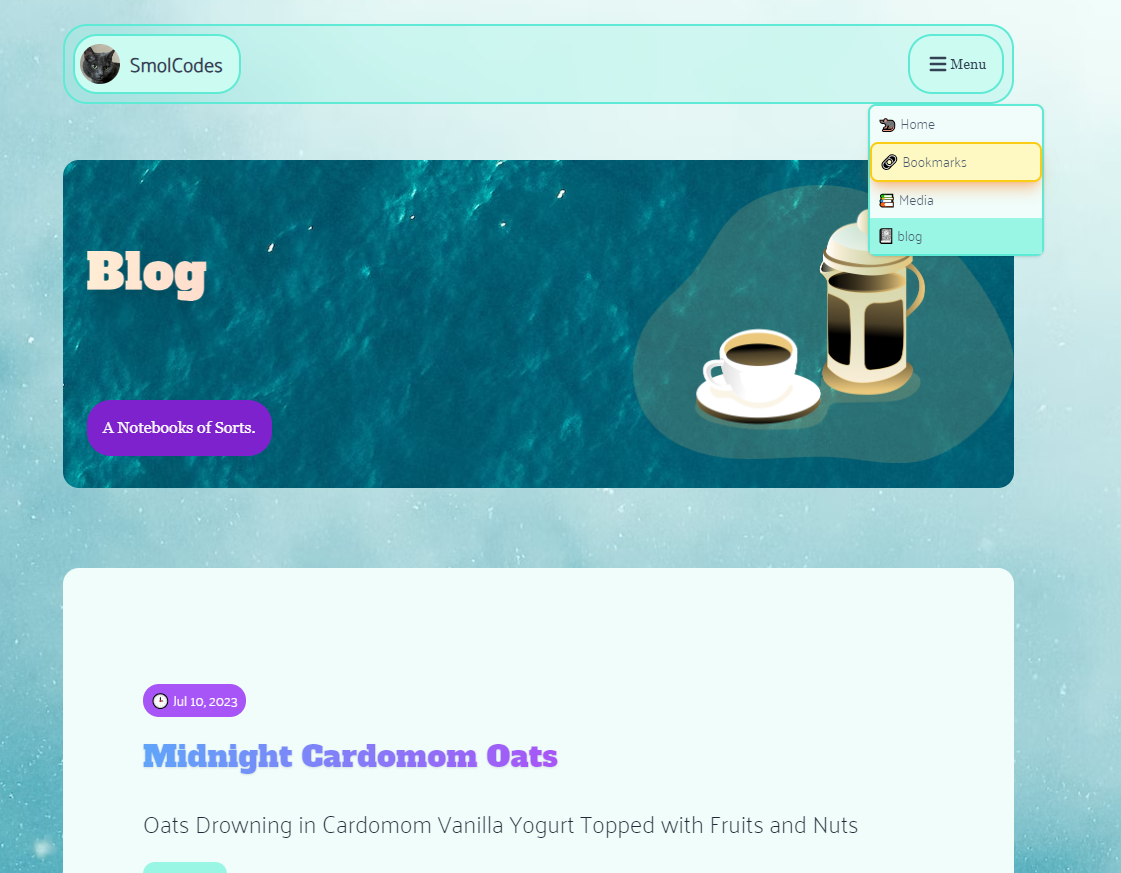 SmolCodes
Menu
Home
Bookmarks
Media
blog
Blog
A Notebooks of Sorts.
Jul 10, 2023
Midnight Cardomom Oats
Oats Drowning in Cardomom Vanilla Yogurt Topped with Fruits and Nuts